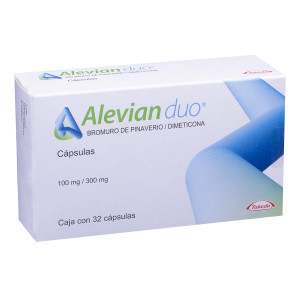 Alevian duo®
BROMURO DE PINAVERIO / DIMETICONA
Cápsulas
100 mg / 300 mg
Caja con 32 cápsulas
Takeda